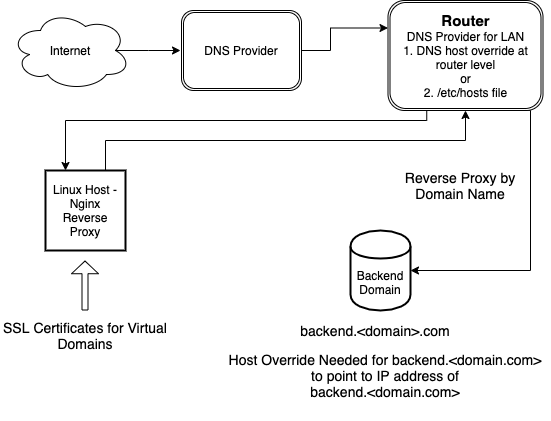 Internet
DNS Provider
Router
DNS Provider for LAN
1. DNS host override at
router level
or
2. /etc/hosts file
Linux Host -
Nginx
Reverse
Proxy
Reverse Proxy by
Domain Name
Backend
Domain
SSL Certificates for Virtual
Domains
backend.<domain>.com
Host Override Needed for backend.<domain.com>
to point to IP address of
backend.<domain.com>